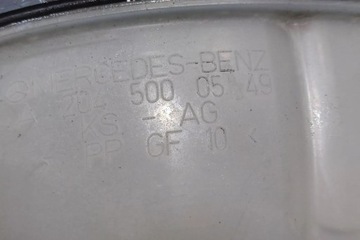 MERCEDES-BENZ
500 05 49
S. - AG
PP GF 10